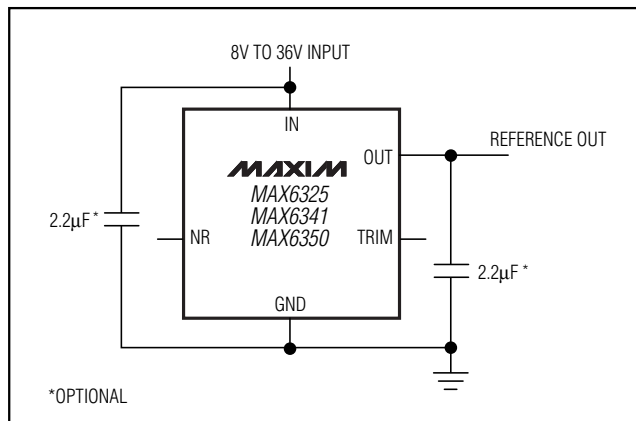 8V TO 36V INPUT
IN
OUT
REFERENCE OUT
MAXIM
MAX6325
MAX6341
MAX6350
2.2µF*
NR
TRIM
2.2µF*
GND
*OPTIONAL